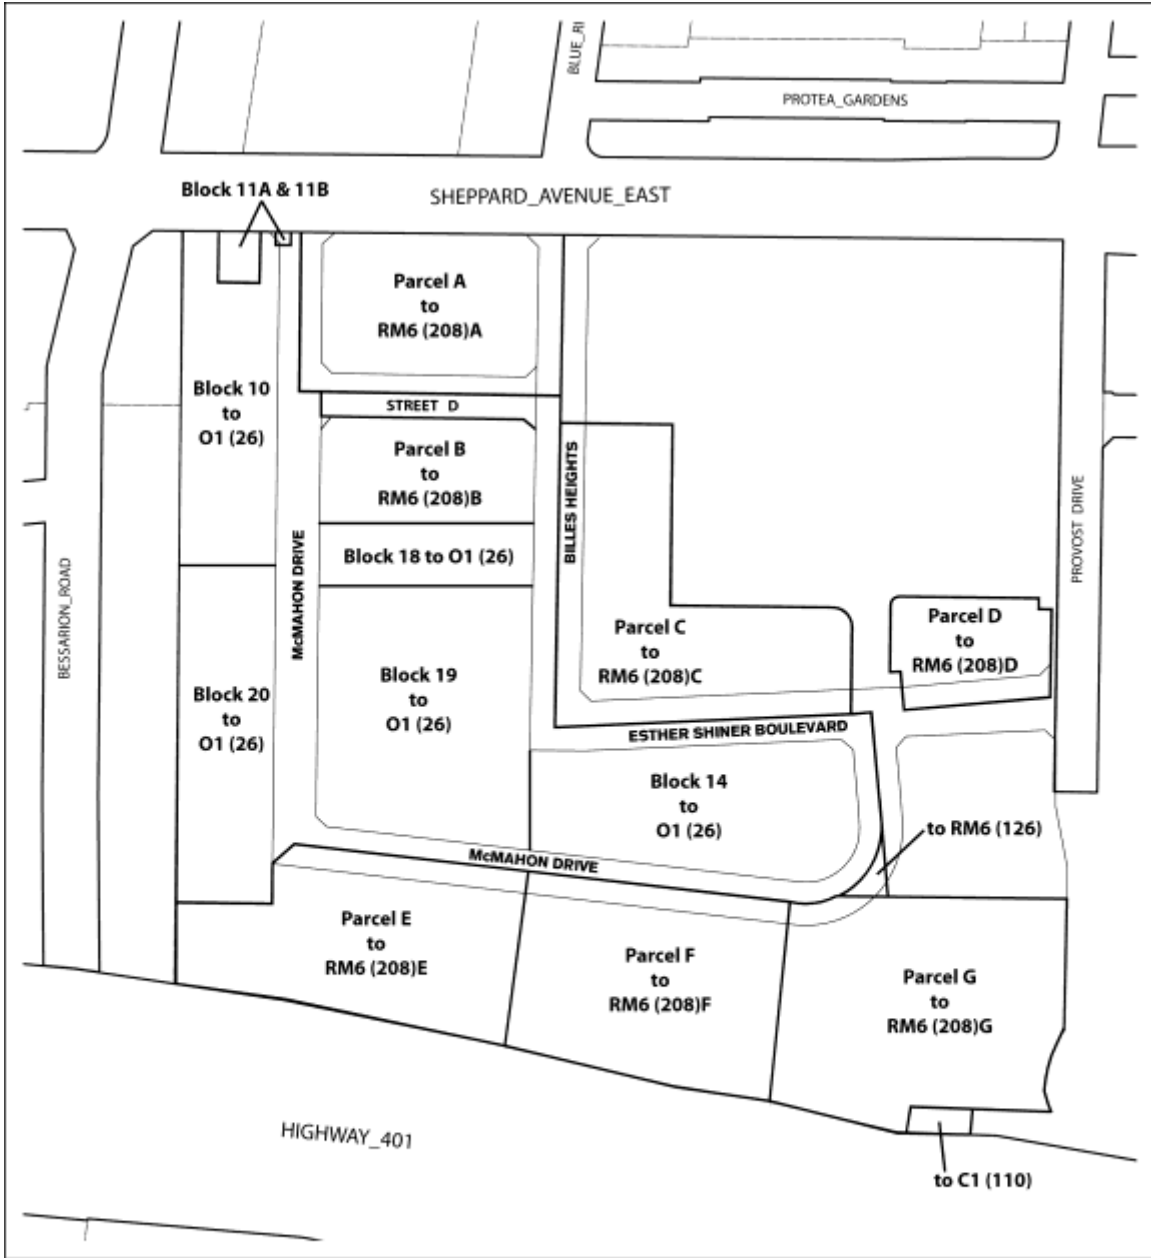 BLUE_RI
PROTEA_GARDENS
Block 11A & 11B
SHEPPARD_AVENUE_EAST
Parcel A
to
RM6 (208)A
Block 10
to
O1 (26)
STREET D
Parcel B
to
RM6 (208)B
BILLES HEIGHTS
PROVOST DRIVE
Block 18 to O1 (26)
McMAHON DRIVE
BESSARION_ROAD
Parcel C
to
RM6 (208)C
Parcel D
to
RM6 (208)D
Block 19
to
O1 (26)
Block 20
to
O1 (26)
ESTHER SHINER BOULEVARD
Block 14
to
O1 (26)
to RM6 (126)
McMAHON DRIVE
Parcel E
to
RM6 (208)E
Parcel F
to
RM6 (208)F
Parcel G
to
RM6 (208)G
HIGHWAY_401
to C1 (110)